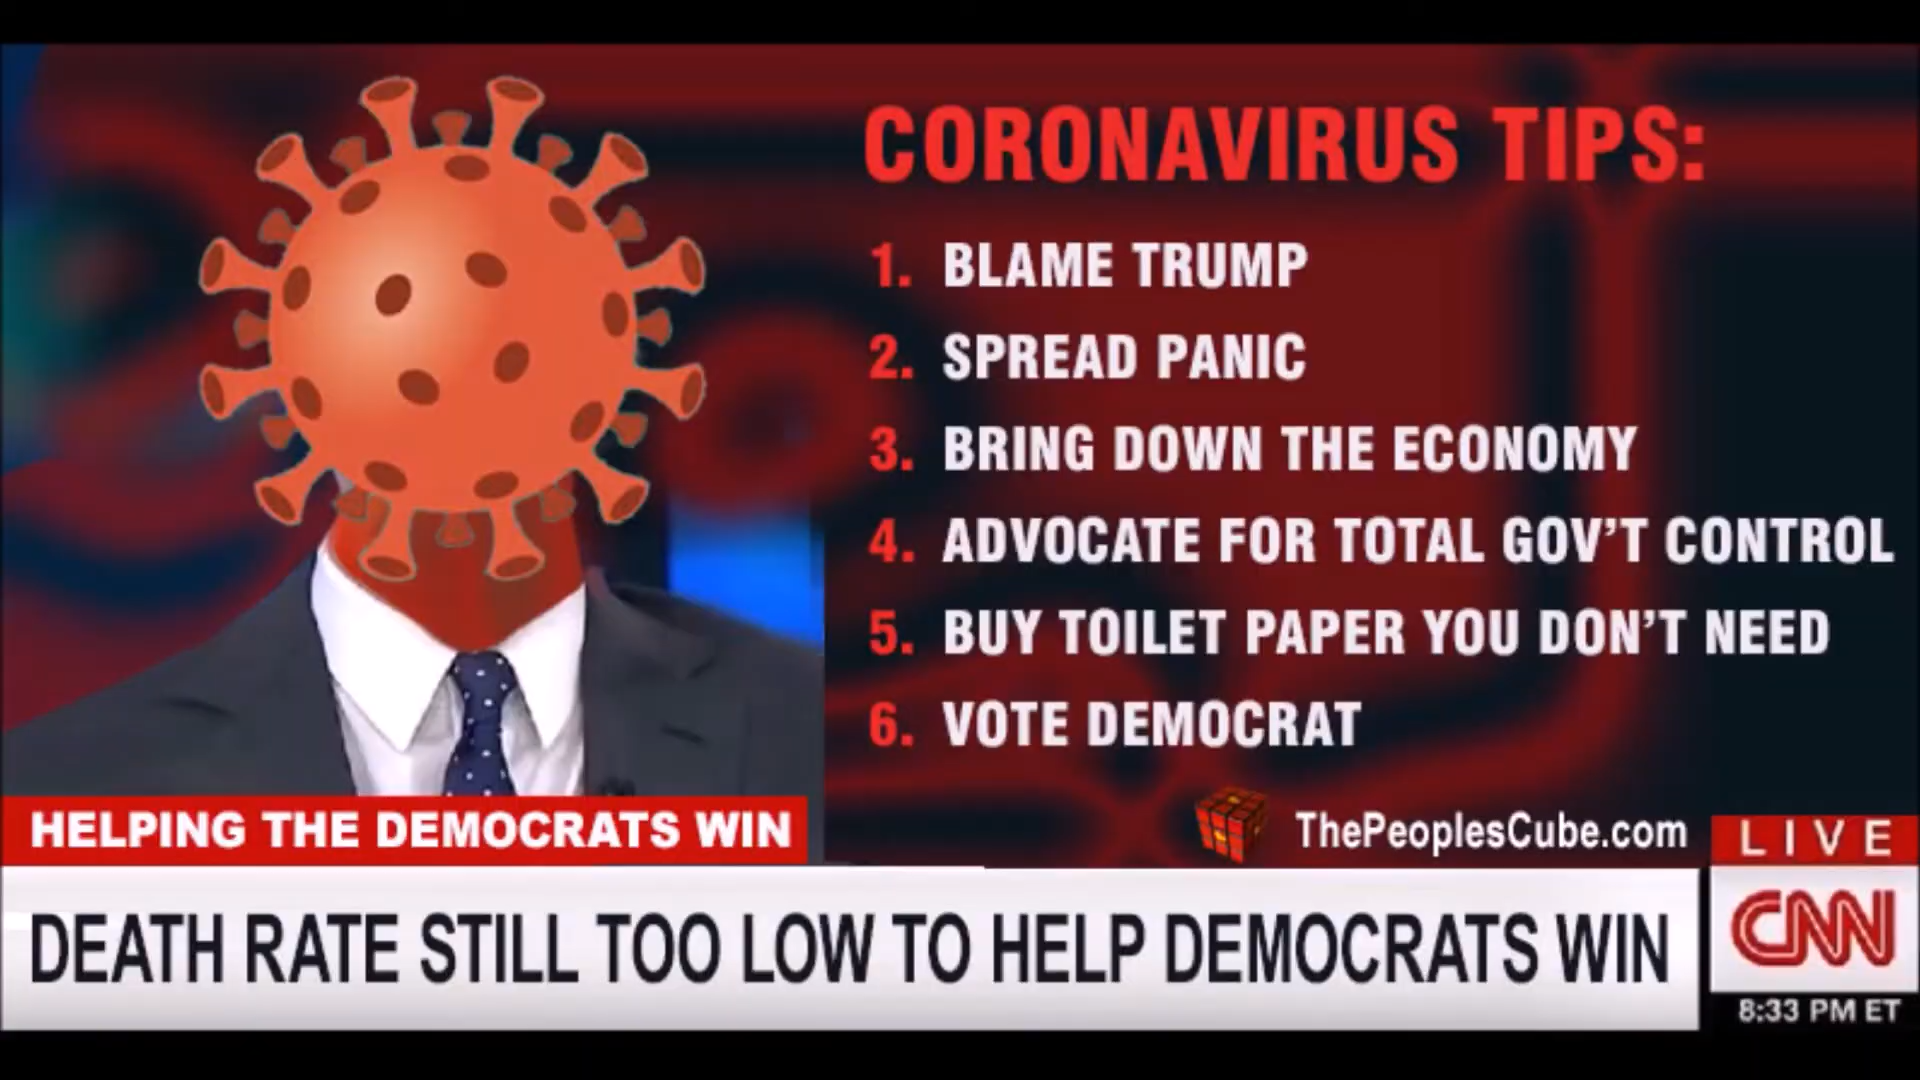 CORONAVIRUS TIPS:
1. BLAME TRUMP
2. SPREAD PANIC
3. BRING DOWN THE ECONOMY
4. ADVOCATE FOR TOTAL GOV'T CONTROL
5. BUY TOILET PAPER YOU DON'T NEED
6. VOTE DEMOCRAT
ThePeoplesCube.com
HELPING THE DEMOCRATS WIN
DEATH RATE STILL TOO LOW TO HELP DEMOCRATS WIN
LIVE
CNN
8:33 PM ET